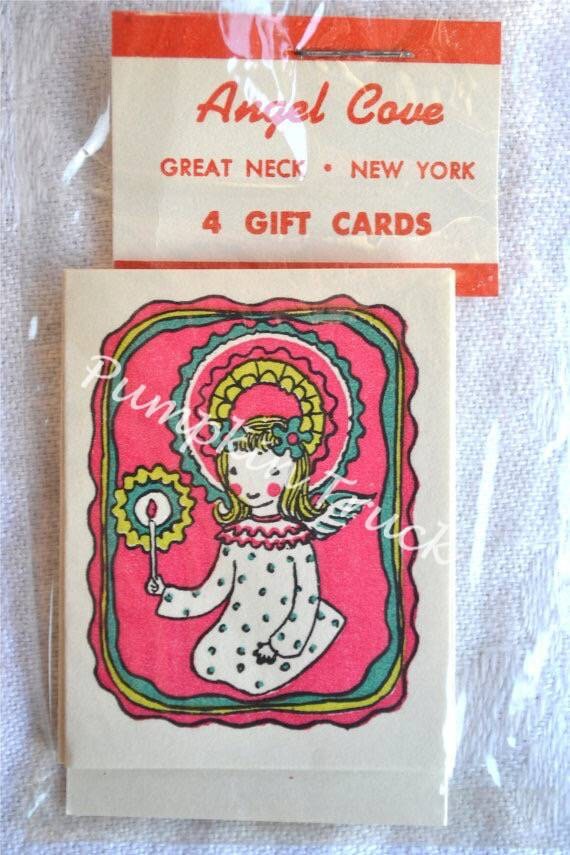 Angel Cove
GREAT NECK • NEW YORK
4 GIFT CARDS
Pumpkin Truck